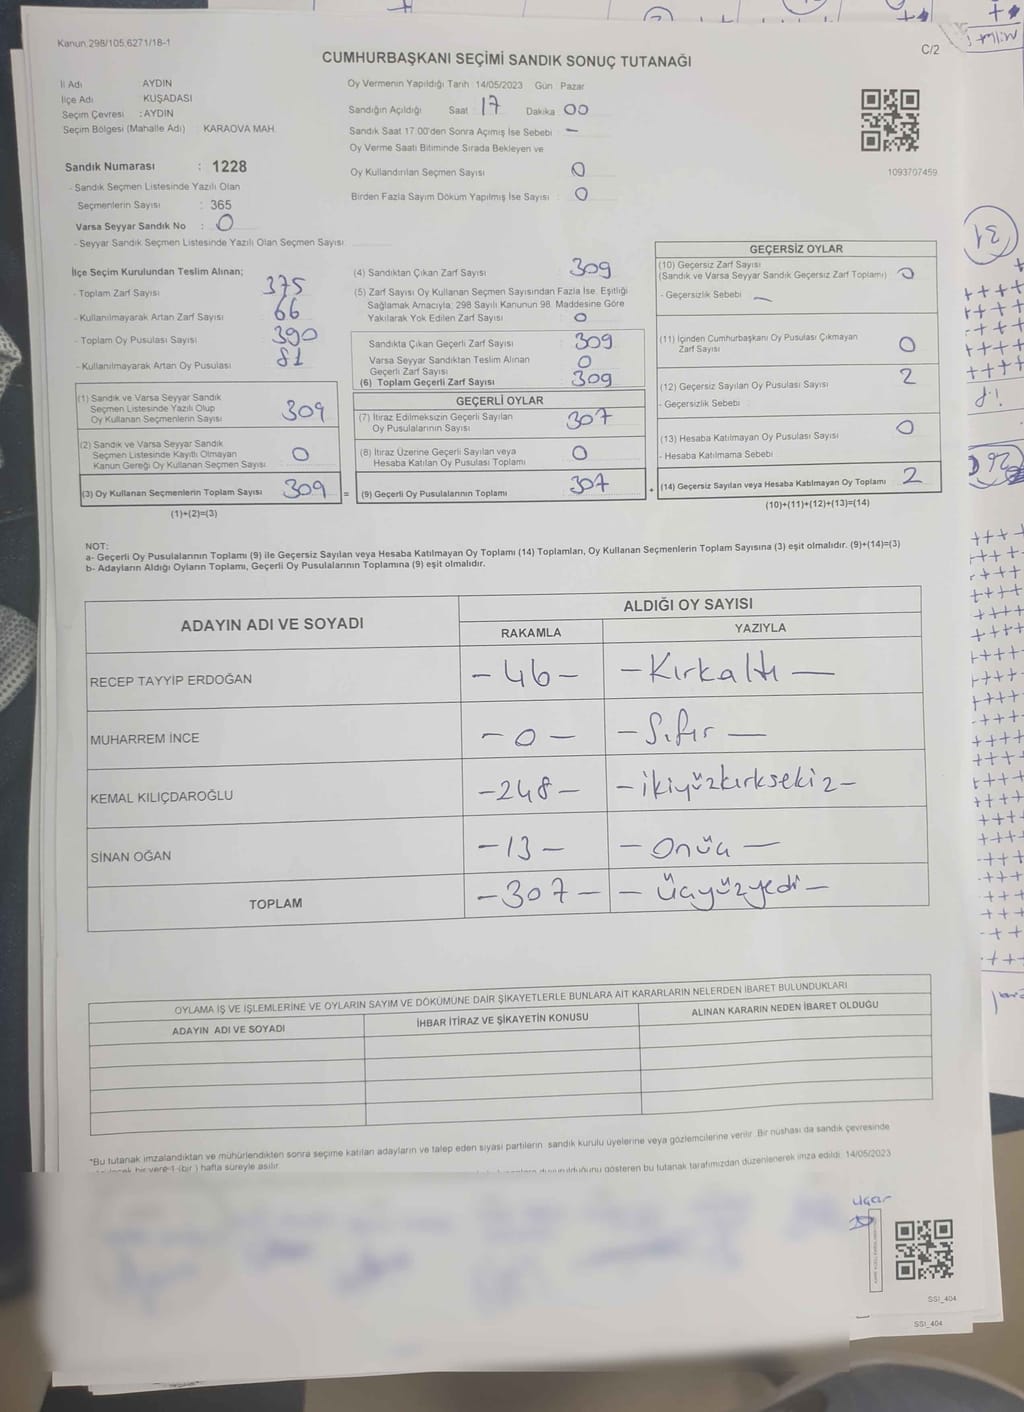 Kanun 298/105,6271/18-1
C/2
CUMHURBAŞKANI SEÇİMİ SANDIK SONUÇ TUTANAĞI
İl Adı AYDIN
İlçe Adı KUŞADASI
Seçim Çevresi : AYDIN
Seçim Bölgesi (Mahalle Adı) KARAOVA MAH.
Sandık Numarası : 1228
- Sandık Seçmen Listesinde Yazılı Olan
Seçmenlerin Sayısı : 365
Varsa Seyyar Sandık No : 0
- Seyyar Sandık Seçmen Listesinde Yazılı Olan Seçmen Sayısı
Oy Vermenin Yapıldığı Tarih 14/05/2023 Gün Pazar
Sandığın Açıldığı Saat 17 Dakika 00
Sandık Saat 17.00'den Sonra Açımış İse Sebebi : -
Oy Verme Saati Bitiminde Sırada Bekleyen ve
Oy Kullandırılan Seçmen Sayısı 0
Birden Fazla Sayım Döküm Yapılmış İse Sayısı : 0
1093707459
İlçe Seçim Kurulundan Teslim Alınan;
- Toplam Zarf Sayısı 375
- Kullanılmayarak Artan Zarf Sayısı 66
- Toplam Oy Pusulası Sayısı 390
- Kullanılmayarak Artan Oy Pusulası 81
(1) Sandık ve Varsa Seyyar Sandık
Seçmen Listesinde Yazılı Olup
Oy Kullanan Seçmenlerin Sayısı 309
(2) Sandık ve Varsa Seyyar Sandık
Seçmen Listesinde Kayıtlı Olmayan
Kanun Gereği Oy Kullanan Seçmen Sayısı 0
(3) Oy Kullanan Seçmenlerin Toplam Sayısı 309 =
(1)+(2)=(3)
(4) Sandıktan Çıkan Zarf Sayısı 309
(5) Zarf Sayısı Oy Kullanan Seçmen Sayısından Fazla İse, Eşitliği
Sağlamak Amacıyla; 298 Sayılı Kanunun 98. Maddesine Göre
Yakılarak Yok Edilen Zarf Sayısı 0
Sandıkta Çıkan Geçerli Zarf Sayısı 309
Varsa Seyyar Sandıktan Teslim Alınan
Geçerli Zarf Sayısı 0
(6) Toplam Geçerli Zarf Sayısı 309
GEÇERLİ OYLAR
(7) İtiraz Edilmeksizin Geçerli Sayılan
Oy Pusulalarının Sayısı 307
(8) İtiraz Üzerine Geçerli Sayılan veya
Hesaba Katılan Oy Pusulası Toplamı 0
(9) Geçerli Oy Pusulalarının Toplamı 307 +
GEÇERSİZ OYLAR
(10) Geçersiz Zarf Sayısı
(Sandık ve Varsa Seyyar Sandık Geçersiz Zarf Toplamı) 0
- Geçersizlik Sebebi -
(11) İçinden Cumhurbaşkanı Oy Pusulası Çıkmayan
Zarf Sayısı 0
(12) Geçersiz Sayılan Oy Pusulası Sayısı 2
- Geçersizlik Sebebi
(13) Hesaba Katılmayan Oy Pusulası Sayısı 0
- Hesaba Katılmama Sebebi
(14) Geçersiz Sayılan veya Hesaba Katılmayan Oy Toplamı 2
(10)+(11)+(12)+(13)=(14)
NOT:
a- Geçerli Oy Pusulalarının Toplamı (9) ile Geçersiz Sayılan veya Hesaba Katılmayan Oy Toplamı (14) Toplamları, Oy Kullanan Seçmenlerin Toplam Sayısına (3) eşit olmalıdır. (9)+(14)=(3)
b- Adayların Aldığı Oyların Toplamı, Geçerli Oy Pusulalarının Toplamına (9) eşit olmalıdır.
ADAYIN ADI VE SOYADI ALDIĞI OY SAYISI
RAKAMLA YAZIYLA
RECEP TAYYİP ERDOĞAN -46- -Kırkaltı-
MUHARREM İNCE -0- -Sıfır-
KEMAL KILIÇDAROĞLU -248- -ikiyüzkırksekiz-
SİNAN OĞAN -13- -Onüç-
TOPLAM -307- -üçyüzyedi-
OYLAMA İŞ VE İŞLEMLERİNE VE OYLARIN SAYIM VE DÖKÜMÜNE DAİR ŞİKAYETLERLE BUNLARA AİT KARARLARIN NELERDEN İBARET BULUNDUKLARI
ADAYIN ADI VE SOYADI İHBAR İTİRAZ VE ŞİKAYETİN KONUSU ALINAN KARARIN NEDEN İBARET OLDUĞU
*Bu tutanak imzalandıktan ve mühürlendikten sonra seçime katılan adayların ve talep eden siyasi partilerin sandık kurulu üyelerine veya gözlemcilerine verilir. Bir nüshası da sandık çevresinde
bir yere 1 (bir) hafta süreyle asılır.
duyurulduğunu gösteren bu tutanak tarafımızdan düzenlenerek imza edildi. 14/05/2023
SSI_404
SSI_404
31